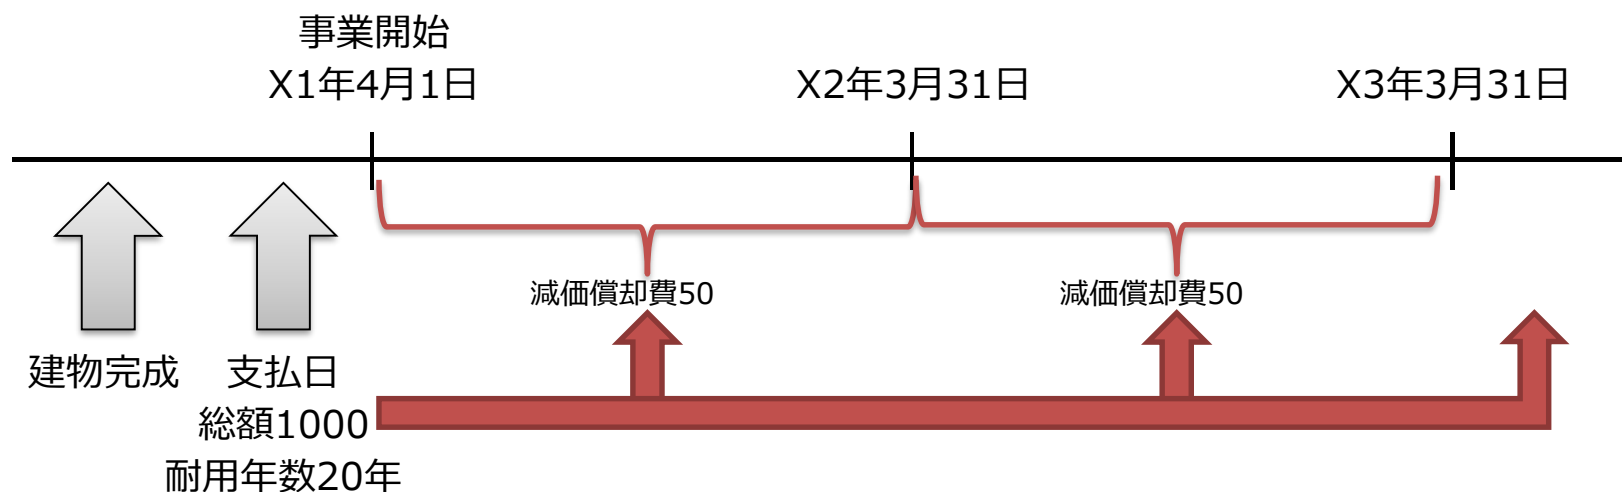 事業開始
X1年4月1日
X2年3月31日
X3年3月31日
減価償却費50
減価償却費50
建物完成
支払日
総額1000
耐用年数20年